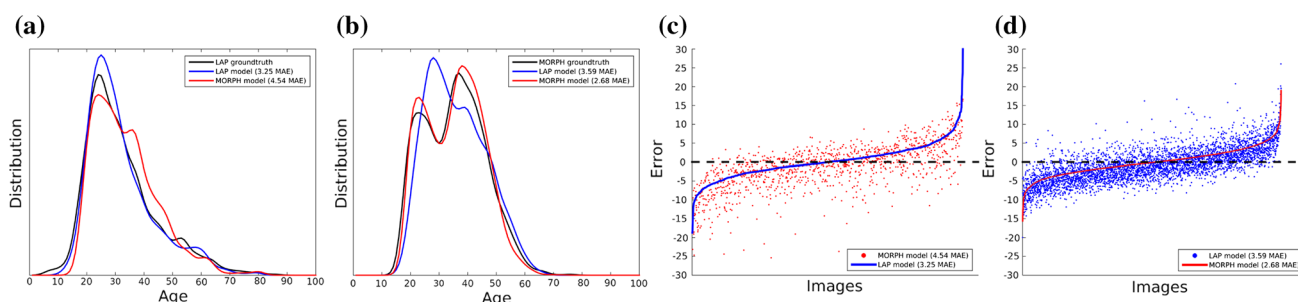 (a)
Distribution
LAP groundtruth
LAP model (3.25 MAE)
MORPH model (4.54 MAE)
0 10 20 30 40 50 60 70 80 90 100
Age
(b)
Distribution
MORPH groundtruth
LAP model (3.59 MAE)
MORPH model (2.68 MAE)
0 10 20 30 40 50 60 70 80 90 100
Age
(c)
Error
30
25
20
15
10
5
0
-5
-10
-15
-20
-25
-30
MORPH model (4.54 MAE)
LAP model (3.25 MAE)
Images
(d)
Error
30
25
20
15
10
5
0
-5
-10
-15
-20
-25
-30
LAP model (3.59 MAE)
MORPH model (2.68 MAE)
Images